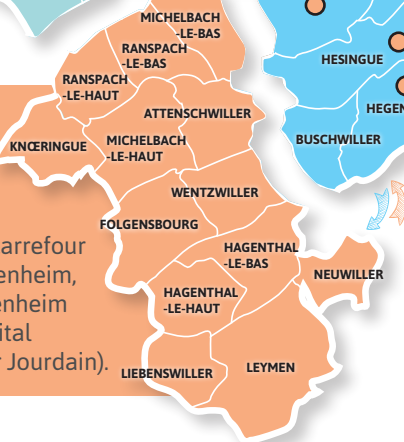 MICHELBACH
-LE-BAS
RANSPACH
-LE-BAS
HESINGUE
RANSPACH
-LE-HAUT
ATTENSCHWILLER
HEGEN
KNŒRINGUE
MICHELBACH
-LE-HAUT
BUSCHWILLER
WENTZWILLER
FOLGENSBOURG
HAGENTHAL
-LE-BAS
NEUWILLER
HAGENTHAL
-LE-HAUT
LIEBENSWILLER
LEYMEN
arrefour
enheim,
enheim
ital
r Jourdain).